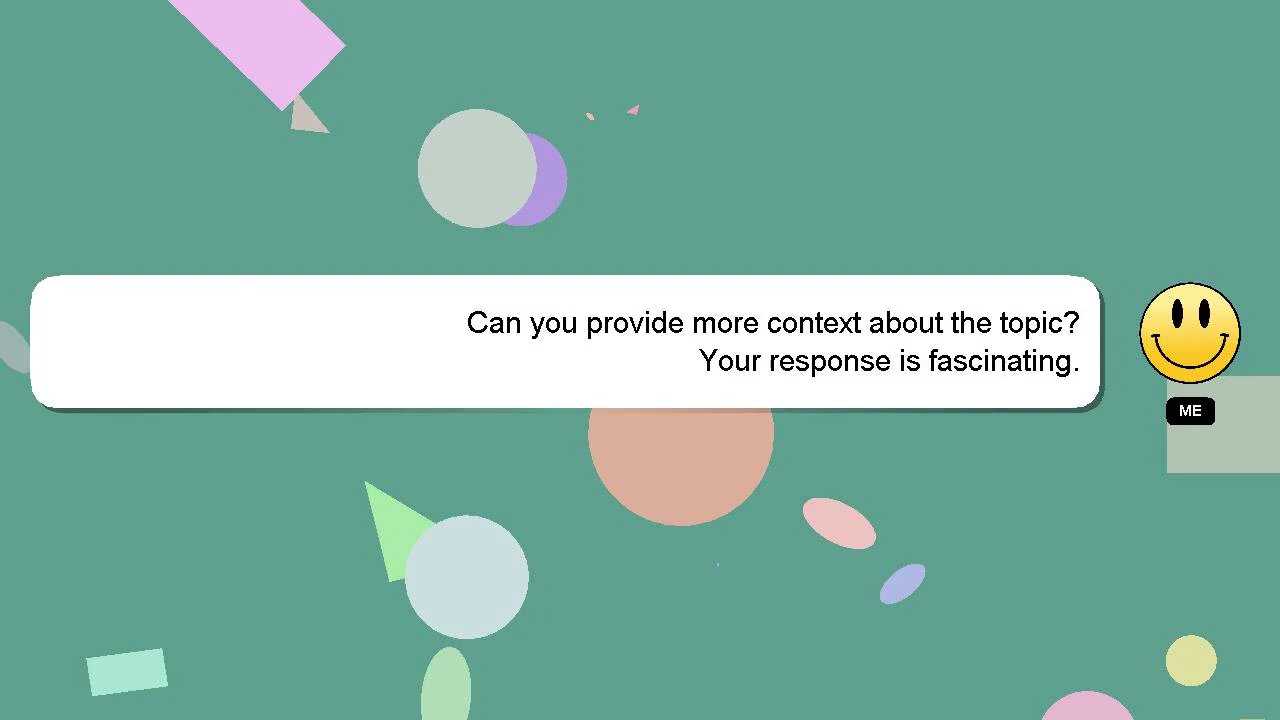 Can you provide more context about the topic?
Your response is fascinating.
ME